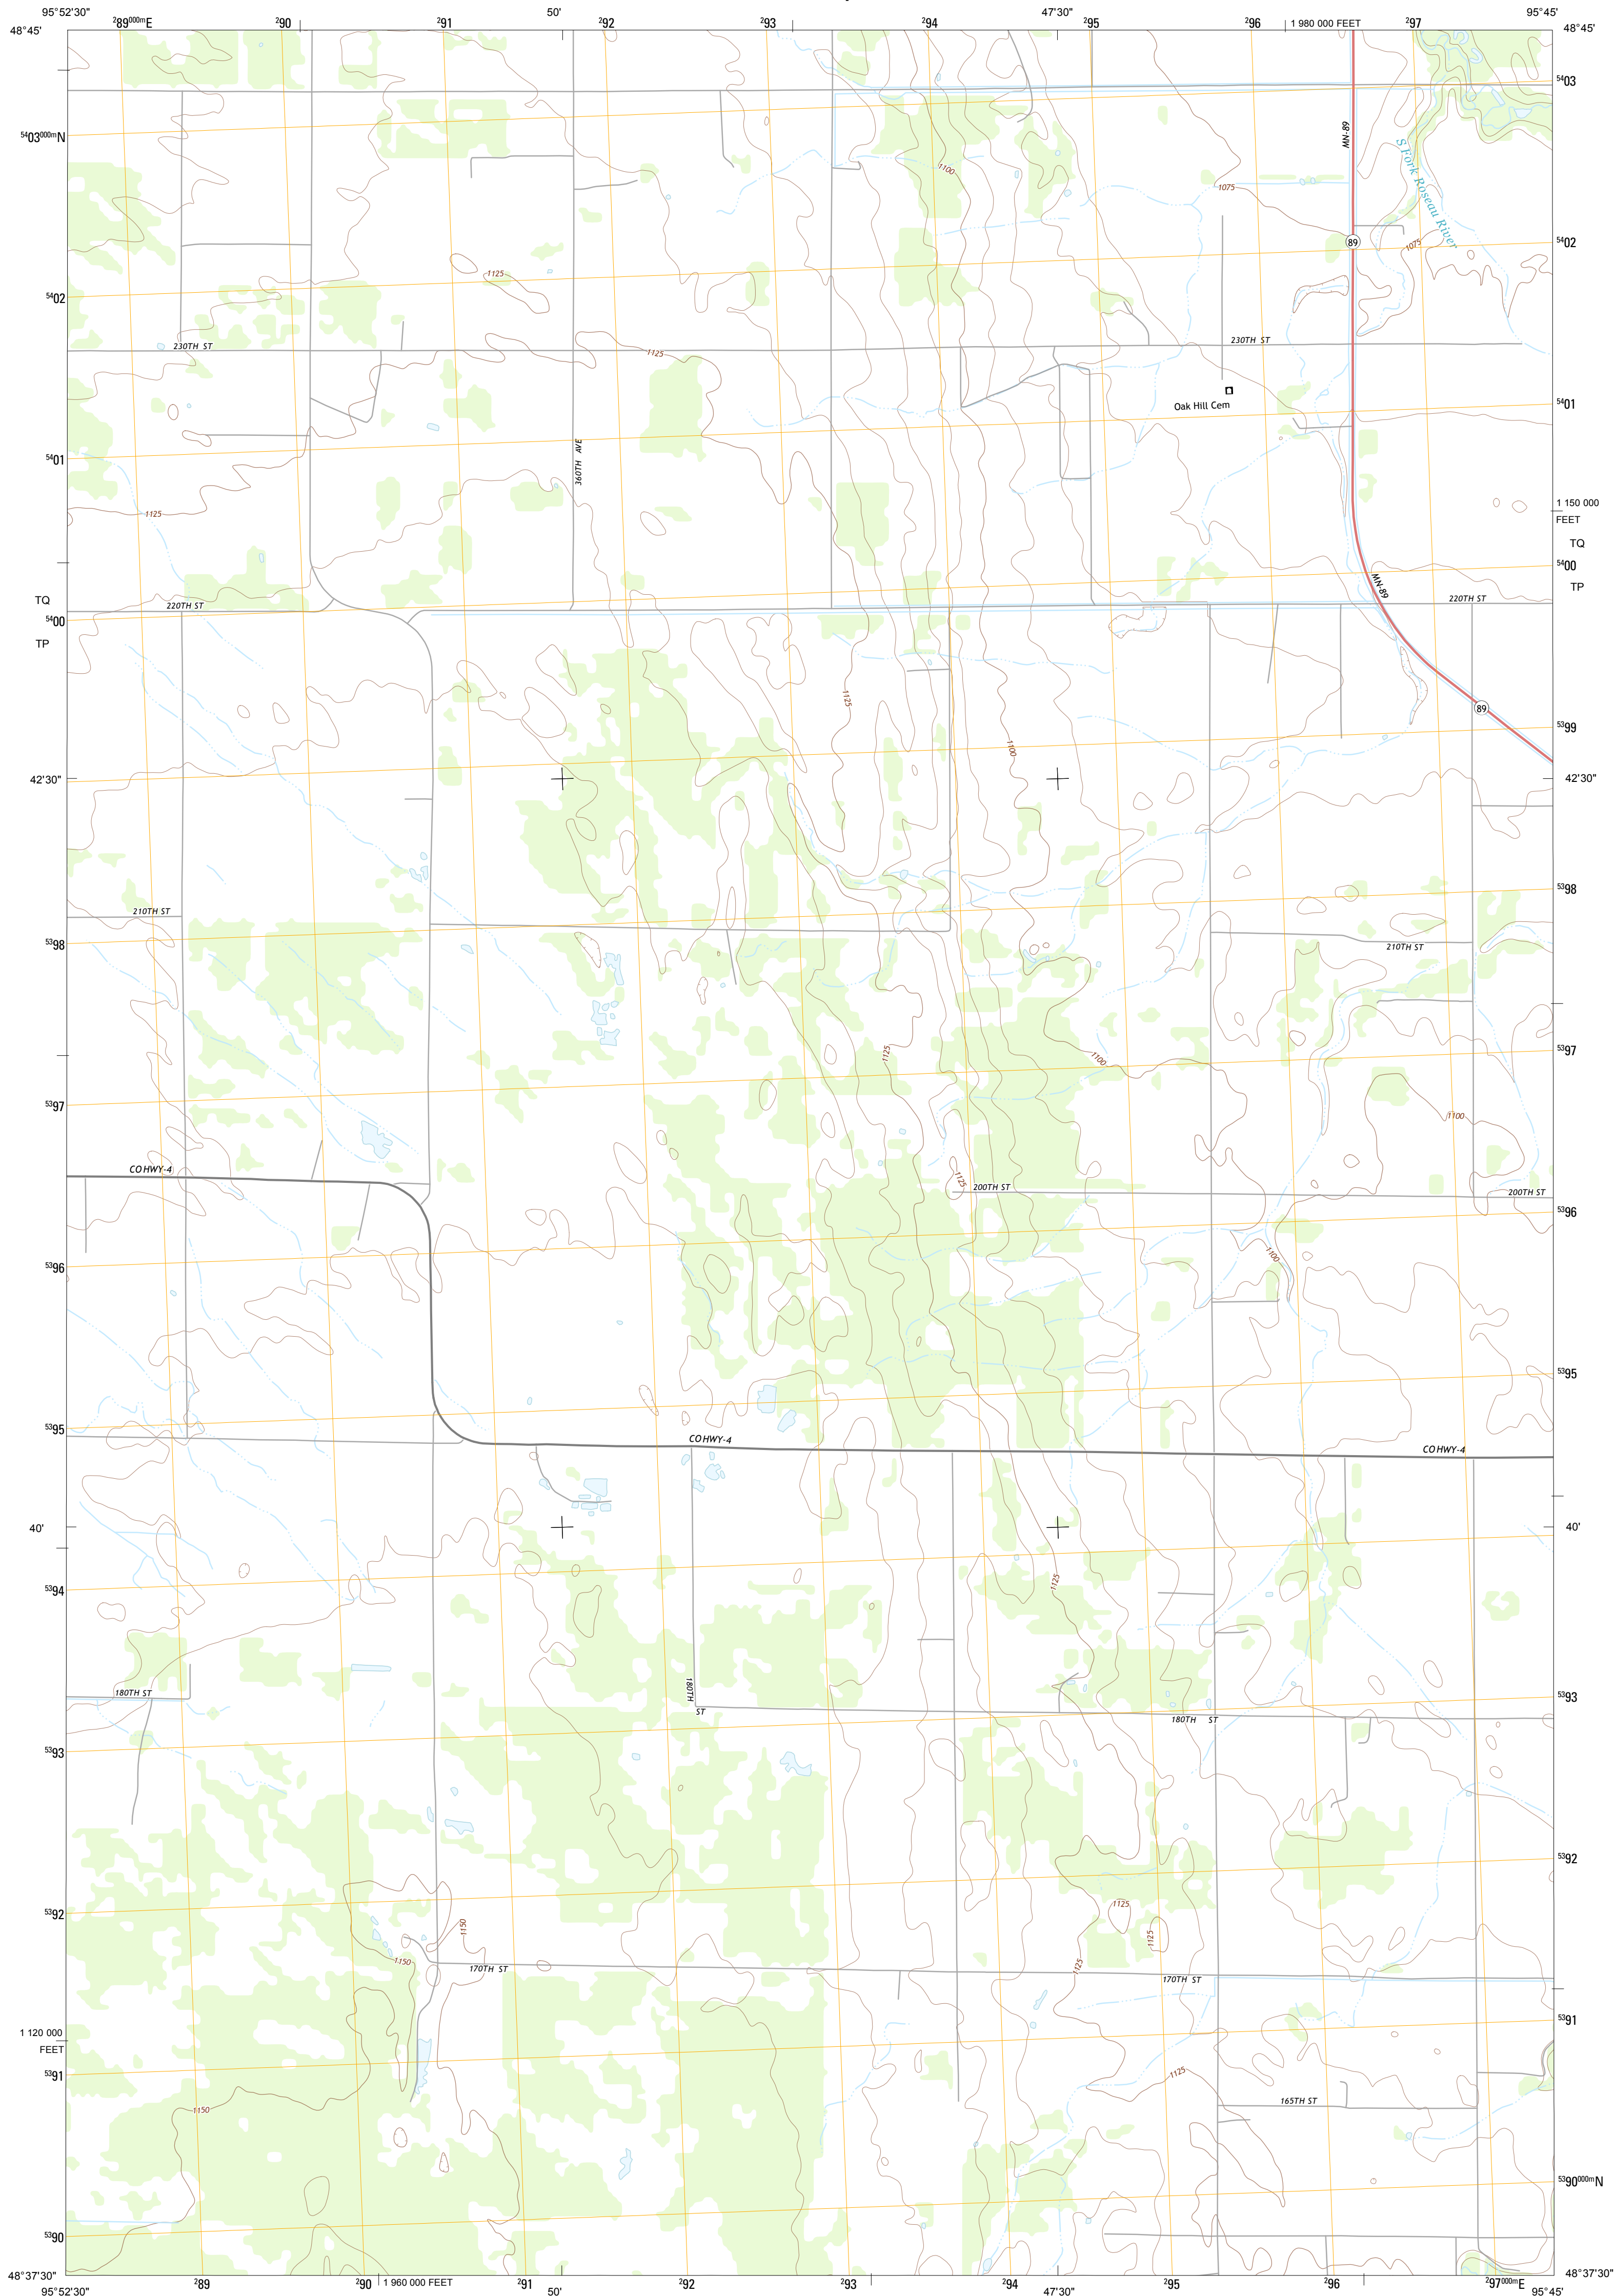 95°52'30" ²89⁰⁰⁰ᵐE ²90 ²91 50' ²92 ²93 ²94 47'30" ²95 ²96 1 980 000 FEET ²97 95°45'
48°45' 48°45'
⁵⁴03
⁵⁴03⁰⁰⁰ᵐN
MN-89
S Fork Roseau River
1100
1075
89
1075
⁵⁴02
1125
⁵⁴02
230TH ST
1125
230TH ST
Oak Hill Cem
⁵⁴01
360TH AVE
⁵⁴01
1125
1 150 000
FEET
TQ
⁵⁴00
TP
MN-89
TQ
220TH ST
220TH ST
⁵⁴00
TP
1125
89
⁵³99
1100
42'30"
42'30"
⁵³98
210TH ST
⁵³98
210TH ST
1125
1100
⁵³97
⁵³97
1100
CO HWY-4
1125
200TH ST
200TH ST
⁵³96
1100
⁵³96
⁵³95
⁵³95
CO HWY-4
CO HWY-4
40'
40'
1125
⁵³94
180TH ST
180TH
ST
⁵³93
180TH ST
⁵³93
⁵³92
1125
⁵³92
1150
1125
1150
170TH ST
1125
170TH ST
⁵³91
1 120 000
FEET
⁵³91
1125
1150
165TH ST
⁵³90⁰⁰⁰ᵐN
⁵³90
48°37'30" 48°37'30"
95°52'30" ²89 ²90 1 960 000 FEET ²91 50' ²92 ²93 ²94 47'30" ²95 ²96 ²97⁰⁰⁰ᵐE 95°45'